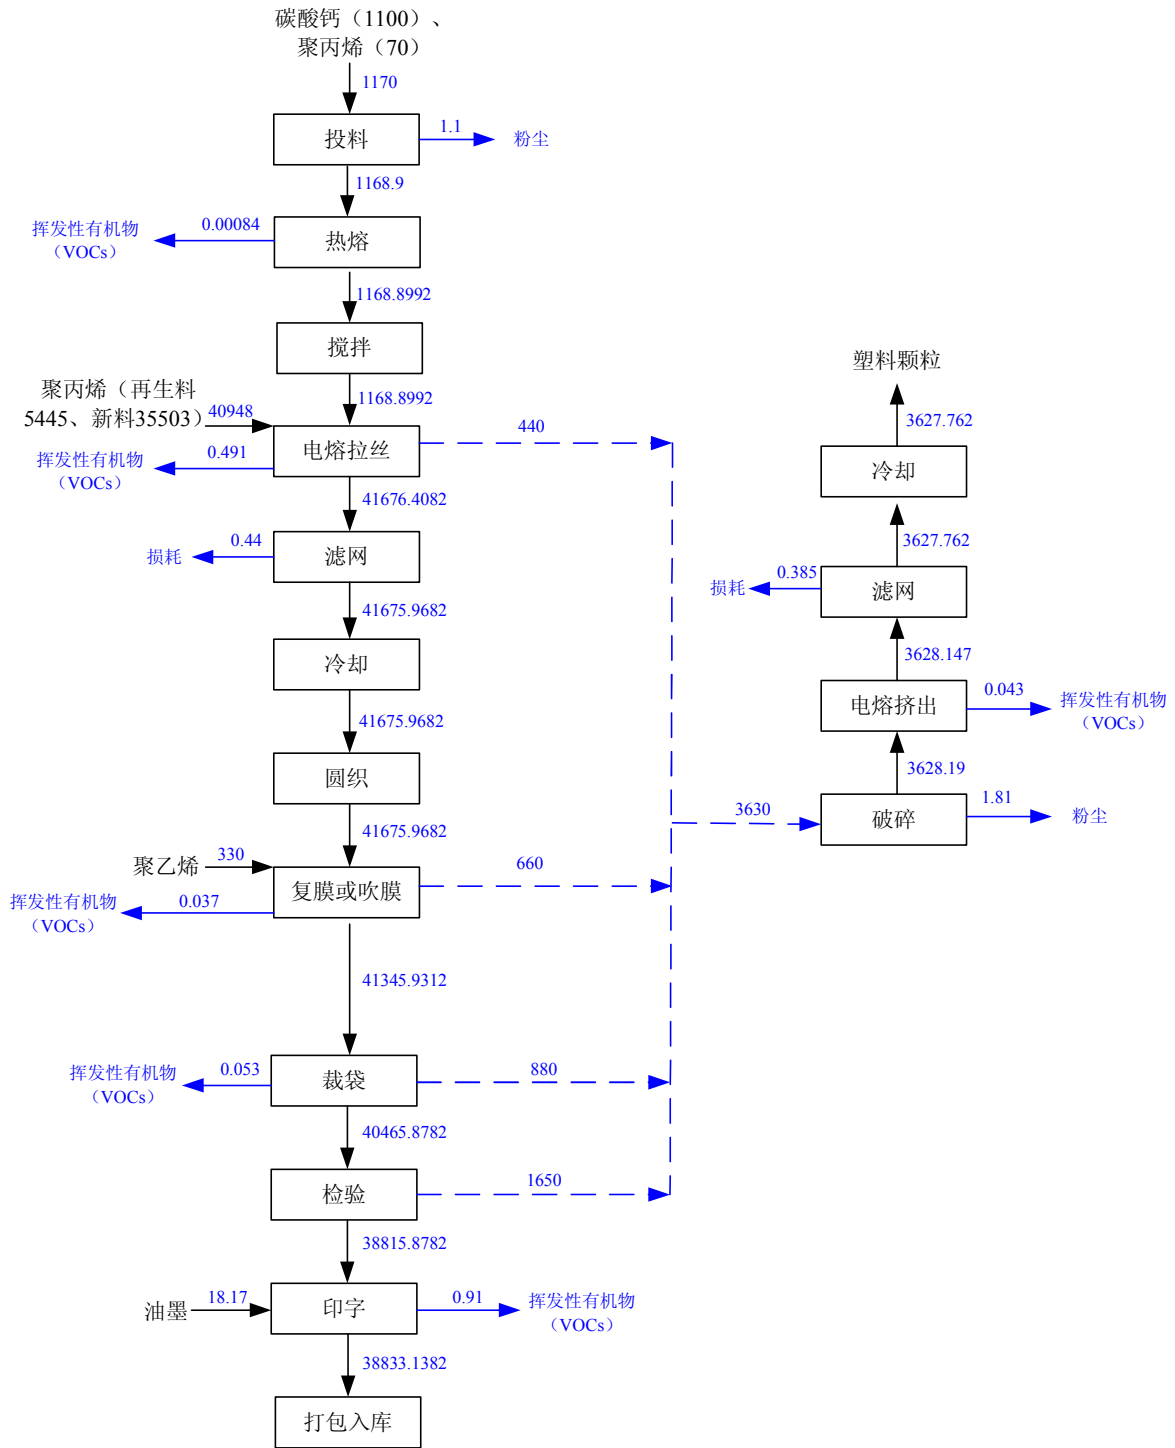 碳酸钙（1100）、
聚丙烯（70）
1170
投料
1.1
粉尘
1168.9
挥发性有机物
（VOCs）
0.00084
热熔
1168.8992
搅拌
1168.8992
聚丙烯（再生料
5445、新料35503）
40948
挥发性有机物
（VOCs）
0.491
电熔拉丝
440
41676.4082
损耗
0.44
滤网
41675.9682
冷却
41675.9682
圆织
41675.9682
聚乙烯
330
挥发性有机物
（VOCs）
0.037
复膜或吹膜
660
41345.9312
挥发性有机物
（VOCs）
0.053
裁袋
880
40465.8782
检验
1650
38815.8782
油墨
18.17
印字
0.91
挥发性有机物
（VOCs）
38833.1382
打包入库
塑料颗粒
3627.762
冷却
3627.762
损耗
0.385
滤网
3628.147
电熔挤出
0.043
挥发性有机物
（VOCs）
3628.19
3630
破碎
1.81
粉尘